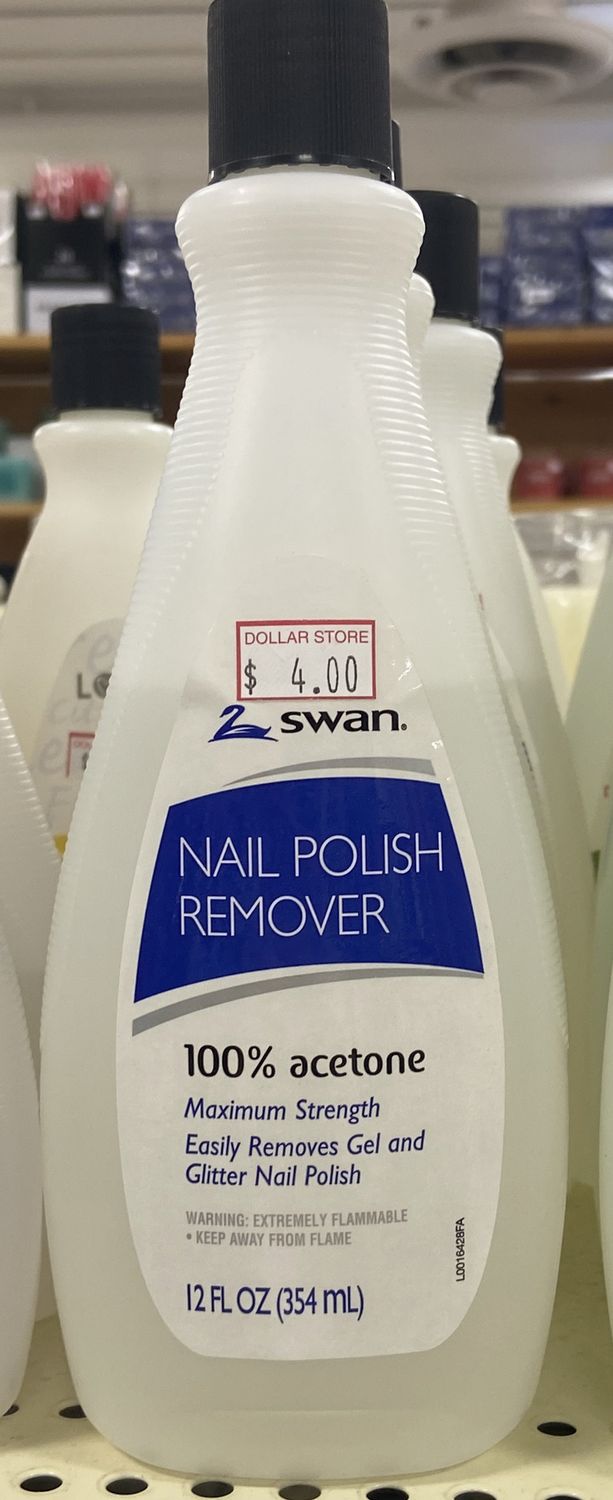 DOLLAR STORE
$ 4.00
swan®
NAIL POLISH
REMOVER
100% acetone
Maximum Strength
Easily Removes Gel and
Glitter Nail Polish
WARNING: EXTREMELY FLAMMABLE
• KEEP AWAY FROM FLAME
L0016428FA
12 FL OZ (354 mL)